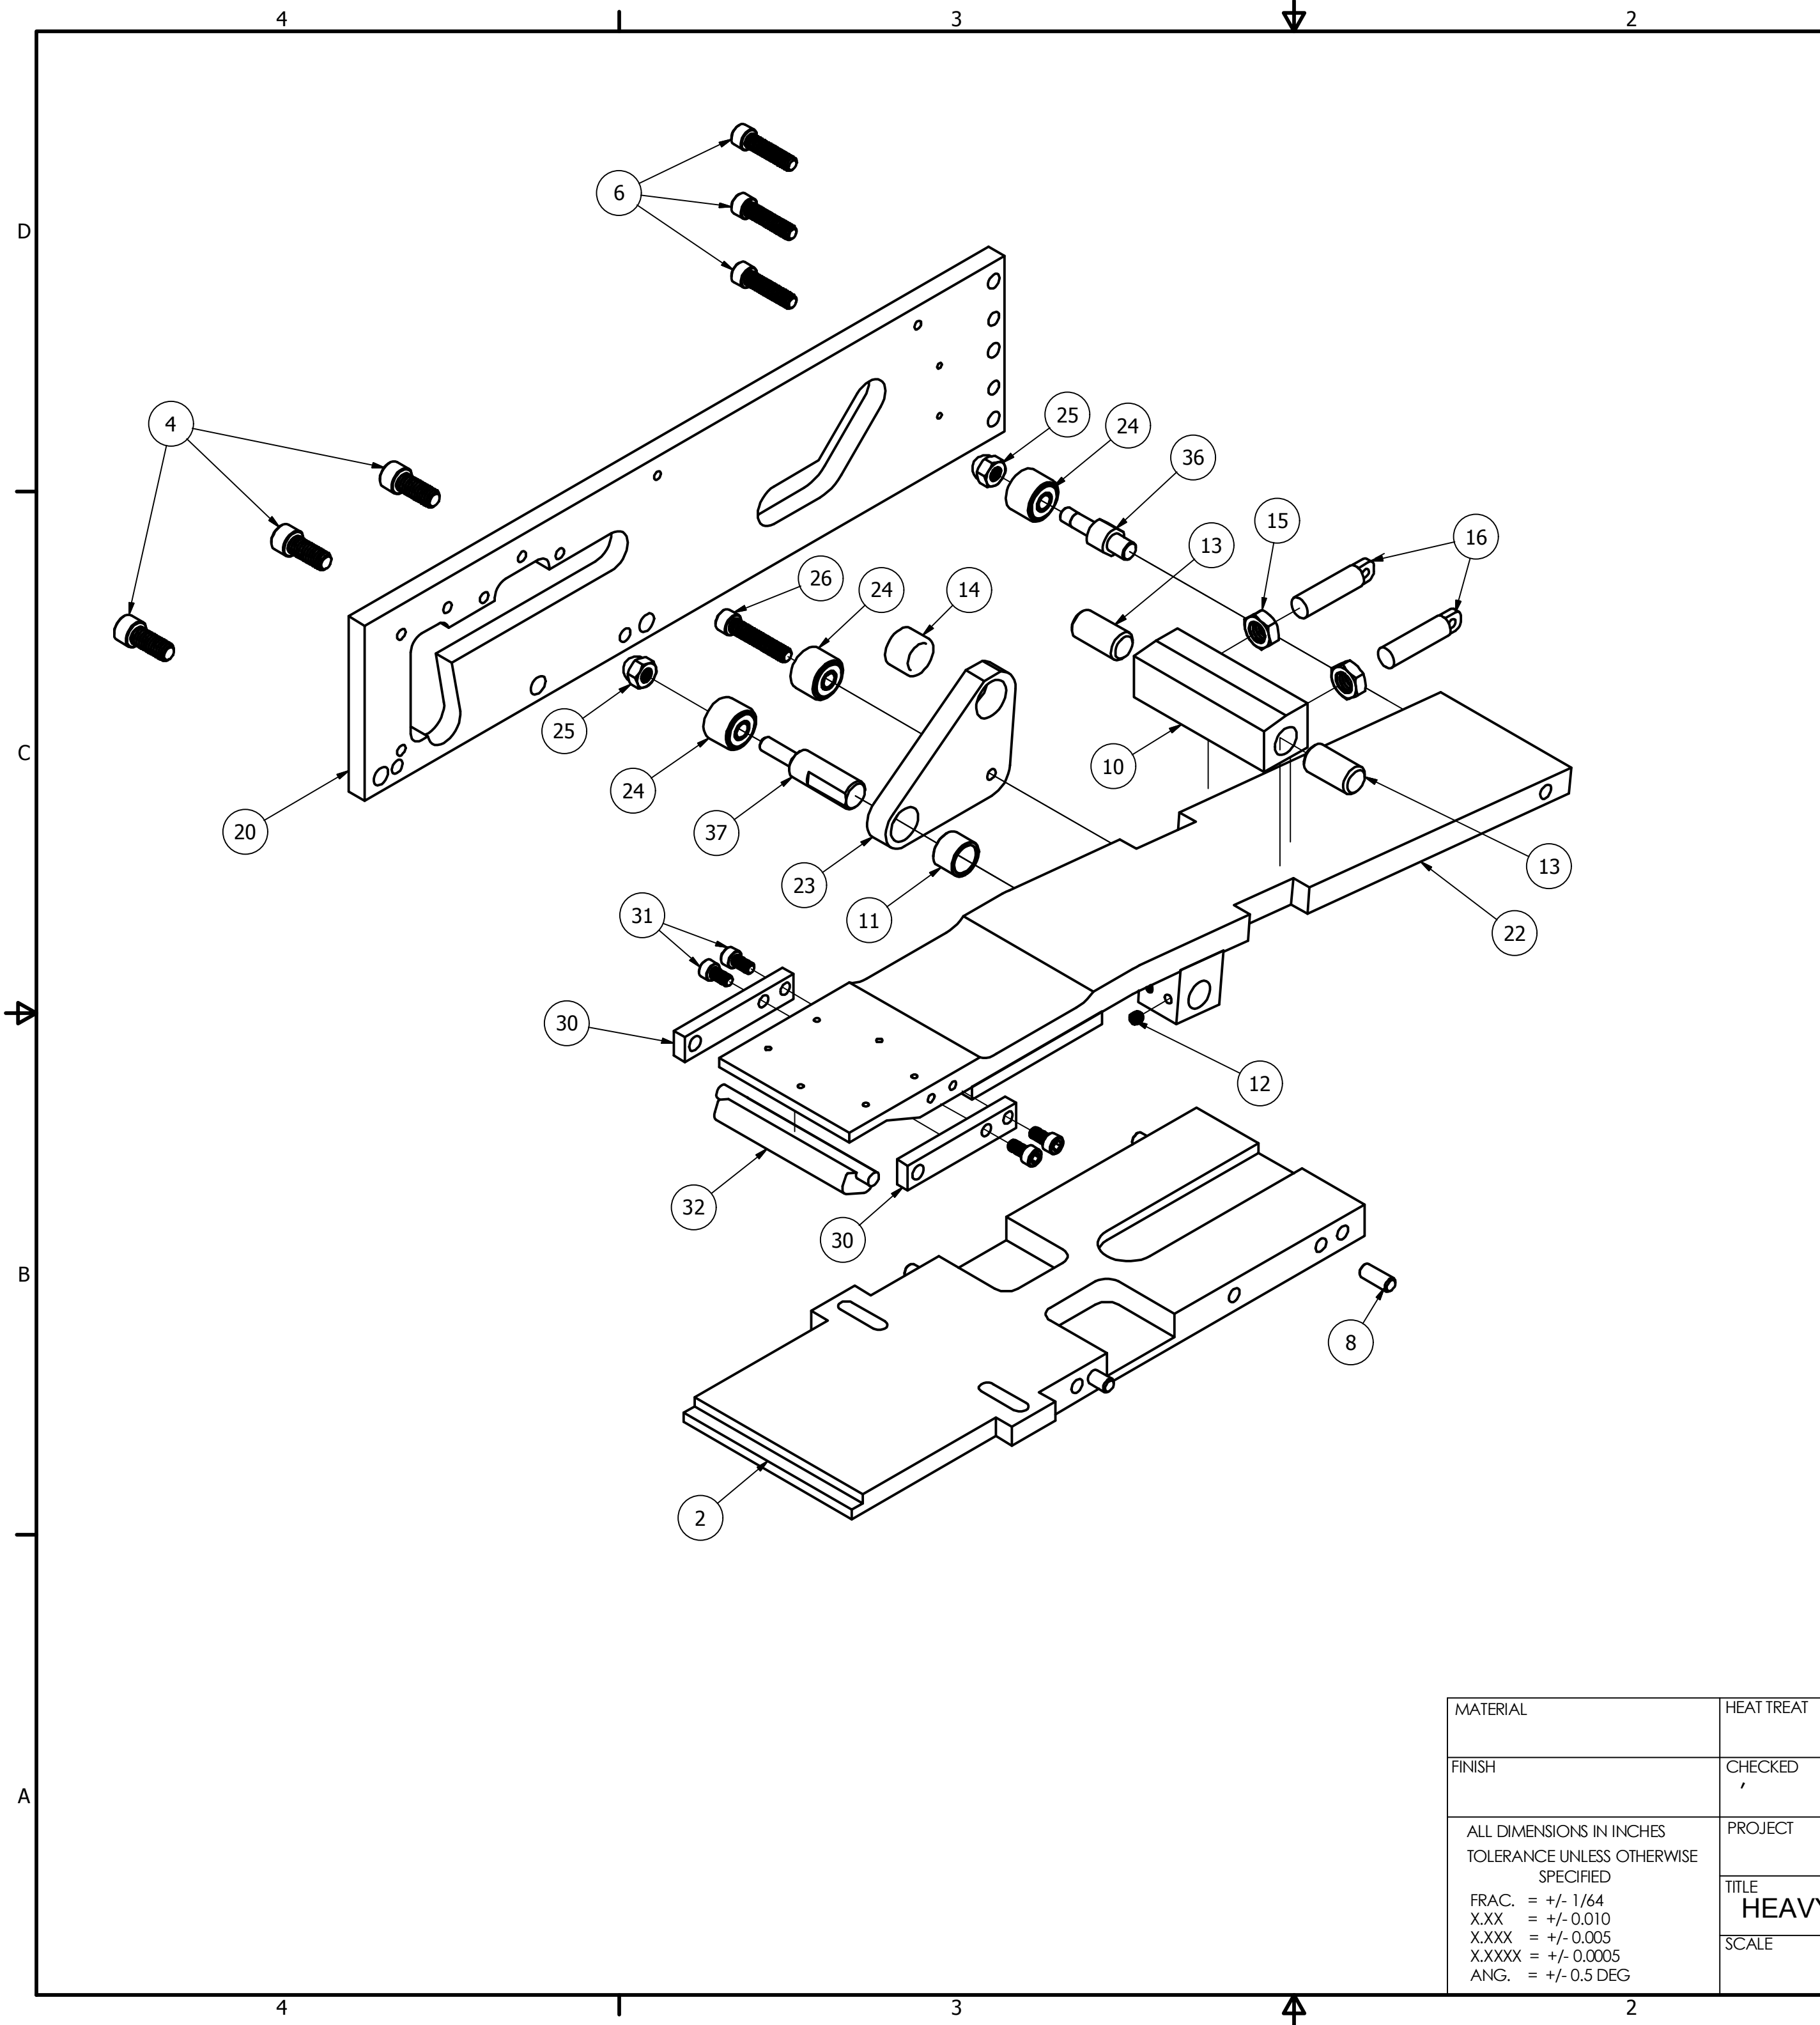 4 3 2
6
D
4
25 24
36
15
16
13
26
24
14
25
C
10
24
20
37
13
23
11
31
22
30
12
32
30
B
8
2
MATERIAL HEAT TREAT
FINISH CHECKED
,
A
ALL DIMENSIONS IN INCHES PROJECT
TOLERANCE UNLESS OTHERWISE
SPECIFIED
TITLE
FRAC. = +/- 1/64 HEAVY
X.XX = +/- 0.010
X.XXX = +/- 0.005
SCALE
X.XXXX = +/- 0.0005
ANG. = +/- 0.5 DEG
4 3 2